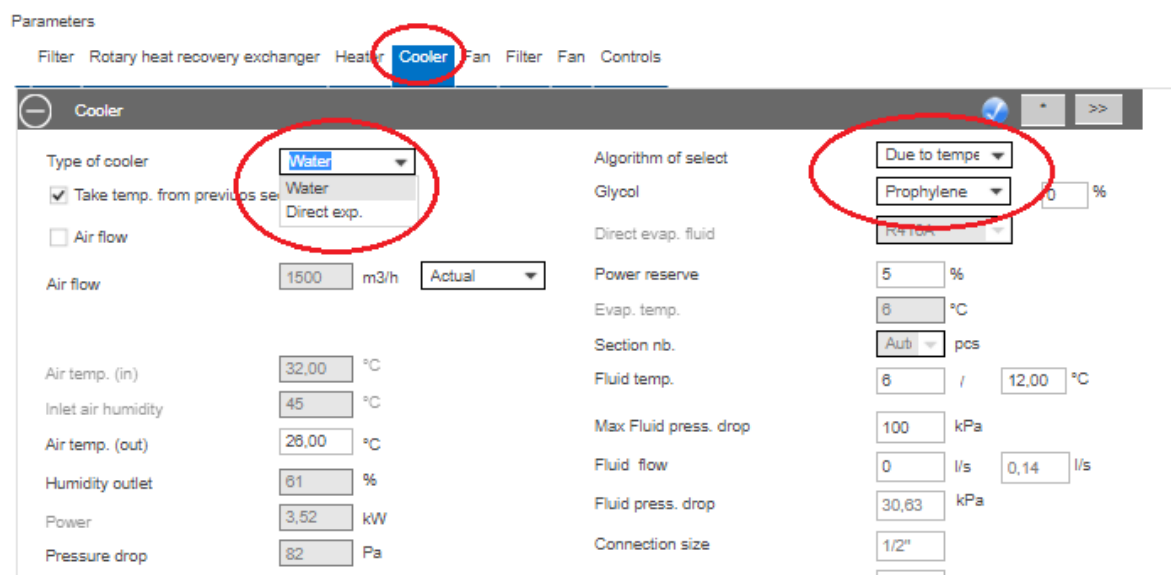 Parameters
Filter Rotary heat recovery exchanger Heater Cooler Fan Filter Fan Controls
Cooler * >>
Type of cooler Water Algorithm of select Due to tempe
Take temp. from previous se Water Glycol Prophylene 0 %
Direct exp.
Air flow Direct evap. fluid R410A
Air flow 1500 m3/h Actual Power reserve 5 %
Evap. temp. 6 °C
Section nb. Auto pcs
Air temp. (in) 32,00 °C Fluid temp. 6 / 12,00 °C
Inlet air humidity 45 °C
Air temp. (out) 26,00 °C Max Fluid press. drop 100 kPa
Humidity outlet 61 % Fluid flow 0 l/s 0,14 l/s
Power 3,52 kW Fluid press. drop 30,63 kPa
Pressure drop 82 Pa Connection size 1/2"